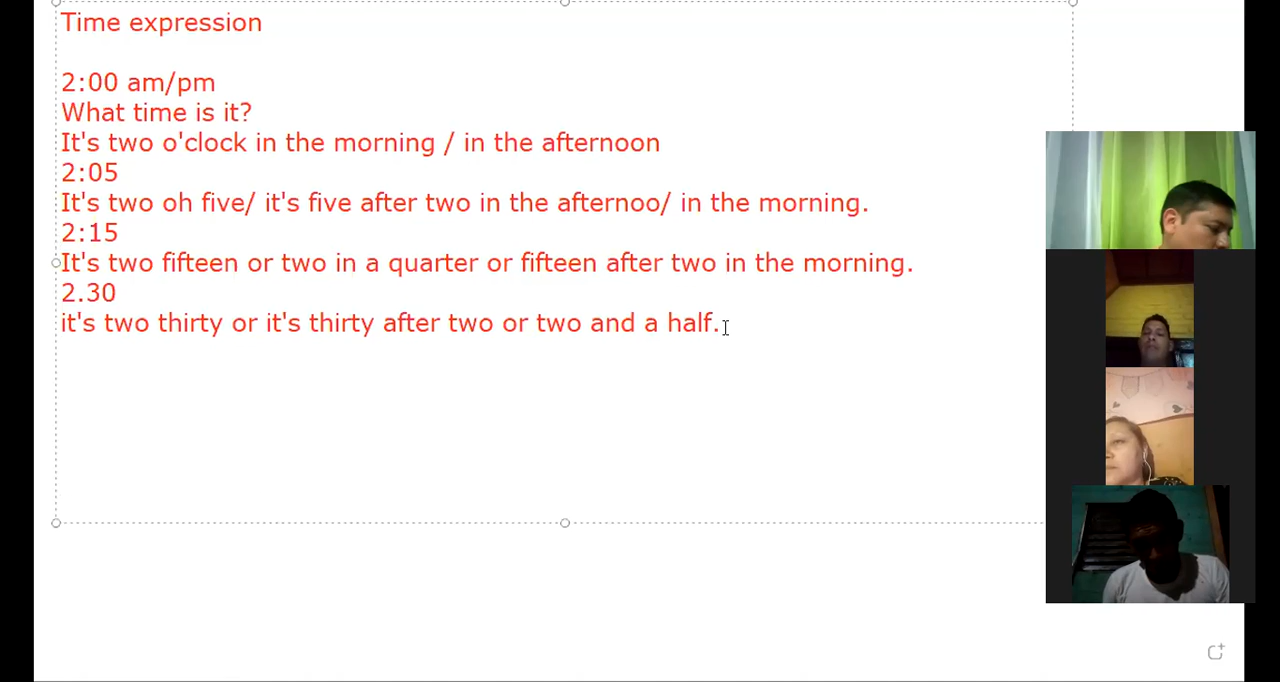 Time expression
2:00 am/pm
What time is it?
It's two o'clock in the morning / in the afternoon
2:05
It's two oh five/ it's five after two in the afternoo/ in the morning.
2:15
It's two fifteen or two in a quarter or fifteen after two in the morning.
2.30
it's two thirty or it's thirty after two or two and a half.